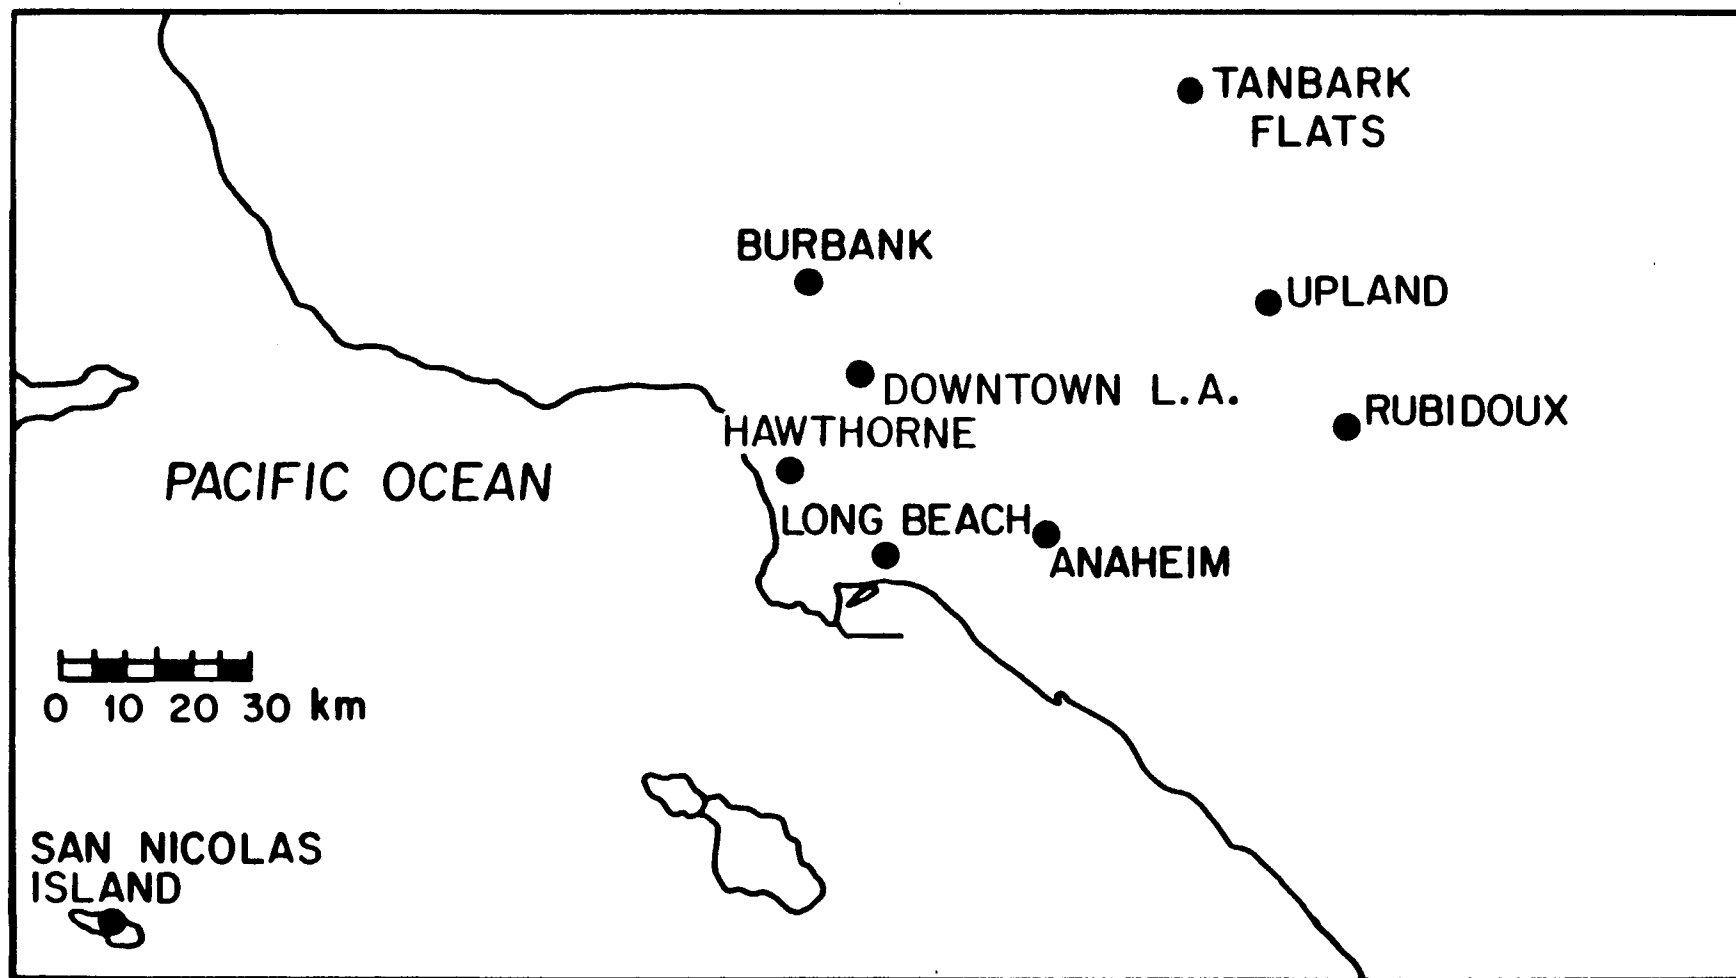 TANBARK
FLATS
BURBANK
UPLAND
DOWNTOWN L.A.
RUBIDOUX
HAWTHORNE
PACIFIC OCEAN
LONG BEACH
ANAHEIM
0 10 20 30 km
SAN NICOLAS
ISLAND